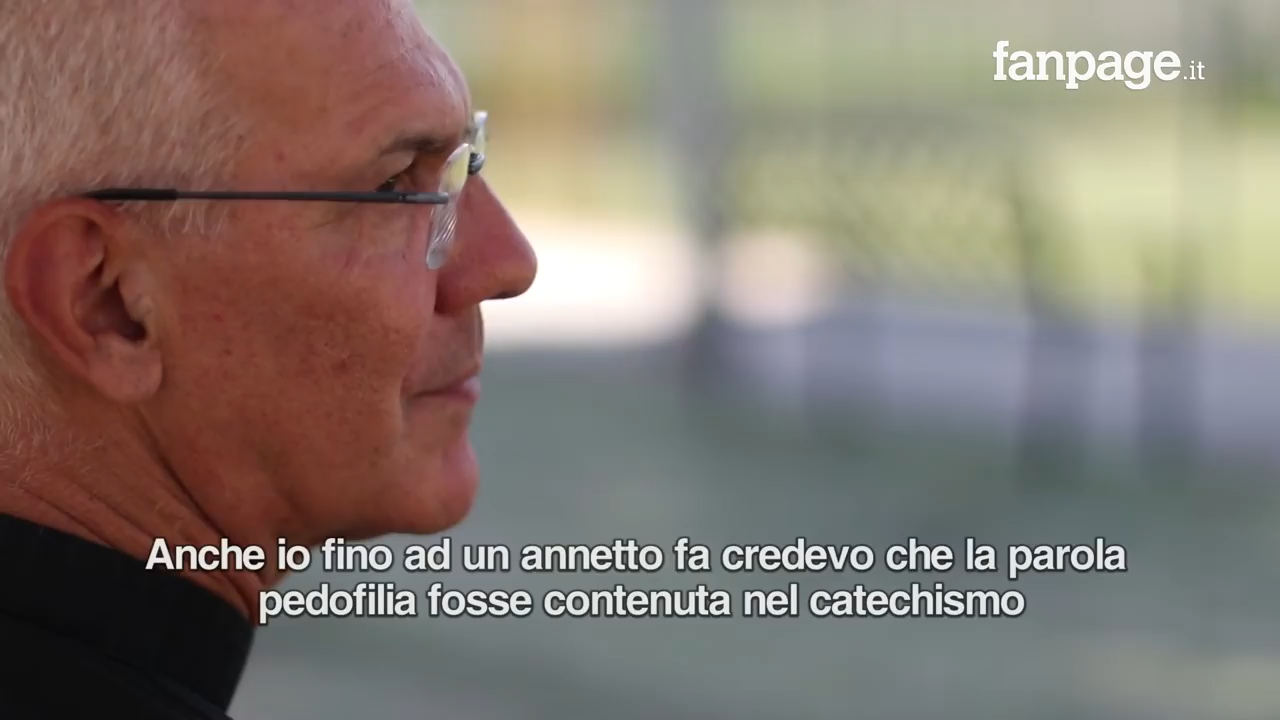 fanpage.it
Anche io fino ad un annetto fa credevo che la parola
pedofilia fosse contenuta nel catechismo